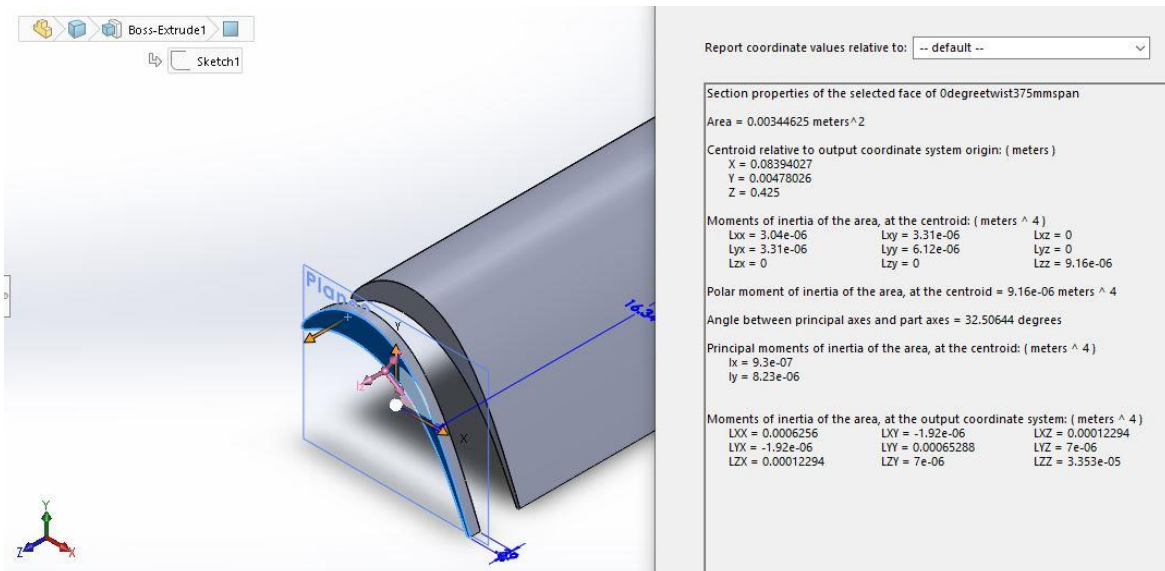 Boss-Extrude1
Sketch1
Plane
16.34
Y
X
Iz
Y
Z
X
Report coordinate values relative to: -- default --
Section properties of the selected face of 0degreetwist375mmspan
Area = 0.00344625 meters^2
Centroid relative to output coordinate system origin: ( meters )
X = 0.08394027
Y = 0.00478026
Z = 0.425
Moments of inertia of the area, at the centroid: ( meters ^ 4 )
Lxx = 3.04e-06 Lxy = 3.31e-06 Lxz = 0
Lyx = 3.31e-06 Lyy = 6.12e-06 Lyz = 0
Lzx = 0 Lzy = 0 Lzz = 9.16e-06
Polar moment of inertia of the area, at the centroid = 9.16e-06 meters ^ 4
Angle between principal axes and part axes = 32.50644 degrees
Principal moments of inertia of the area, at the centroid: ( meters ^ 4 )
Ix = 9.3e-07
Iy = 8.23e-06
Moments of inertia of the area, at the output coordinate system: ( meters ^ 4 )
LXX = 0.0006256 LXY = -1.92e-06 LXZ = 0.00012294
LYX = -1.92e-06 LYY = 0.00065288 LYZ = 7e-06
LZX = 0.00012294 LZY = 7e-06 LZZ = 3.353e-05